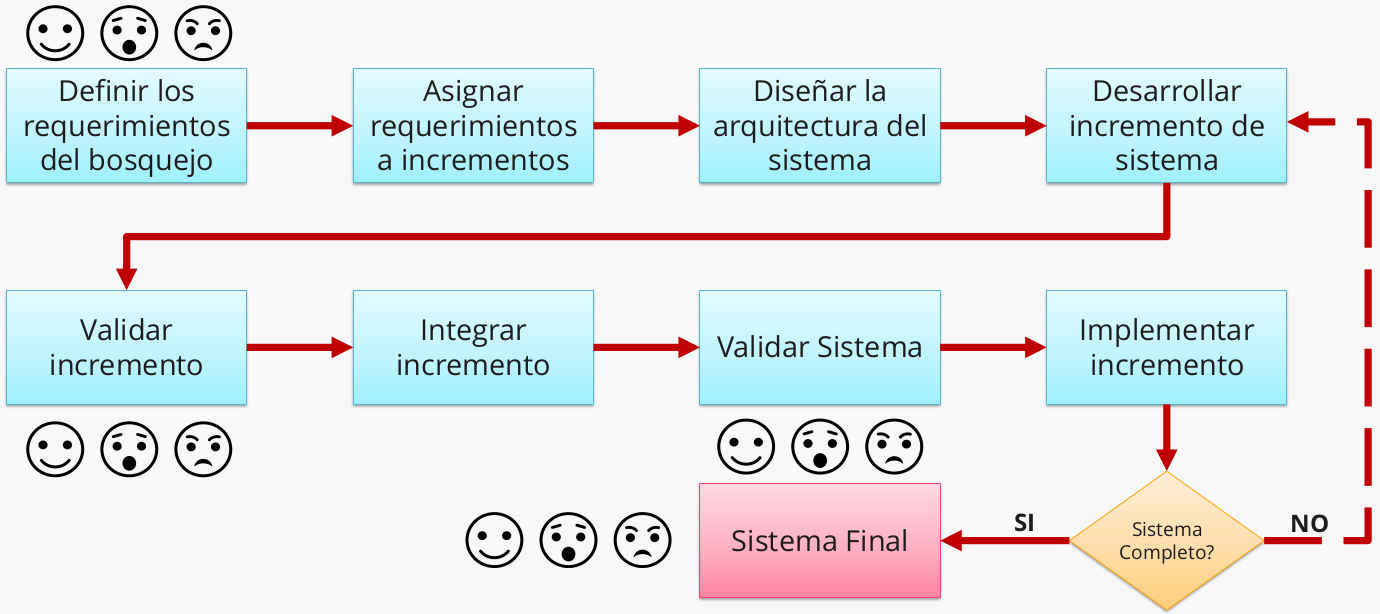 Definir los
requerimientos
del bosquejo
Asignar
requerimientos
a incrementos
Diseñar la
arquitectura del
sistema
Desarrollar
incremento de
sistema
Validar
incremento
Integrar
incremento
Validar Sistema
Implementar
incremento
Sistema Final
SI
Sistema
Completo?
NO